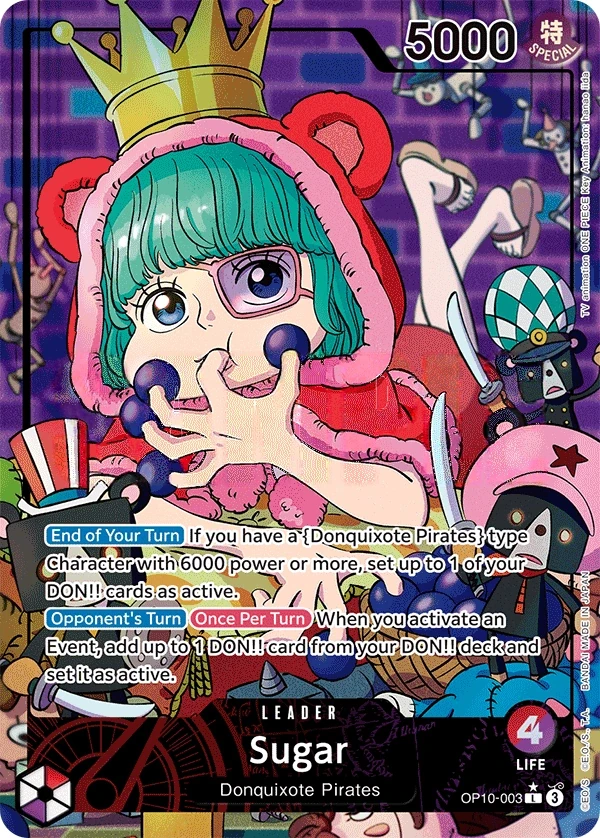 5000
特
SPECIAL
TV animation ONE PIECE Key Animation: hanao iida
End of Your Turn If you have a {Donquixote Pirates} type
Character with 6000 power or more, set up to 1 of your
DON!! cards as active.
Opponent's Turn Once Per Turn When you activate an
Event, add up to 1 DON!! card from your DON!! deck and
set it as active.
LEADER
Sugar
Donquixote Pirates
4
LIFE
OP10-003 L 3
©E.O./S. ©E.O./S., T.A. BANDAI MADE IN JAPAN